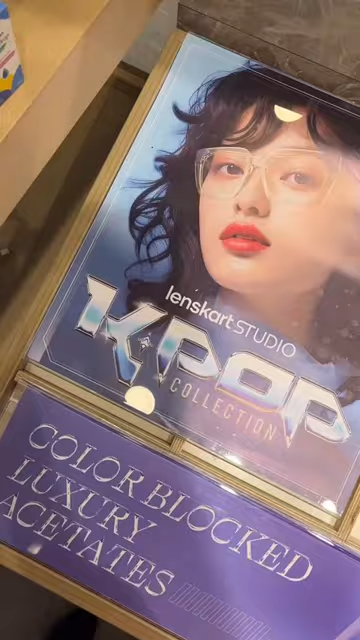 lenskart STUDIO
K-POP
COLLECTION
COLOR BLOCKED
LUXURY
ACETATES